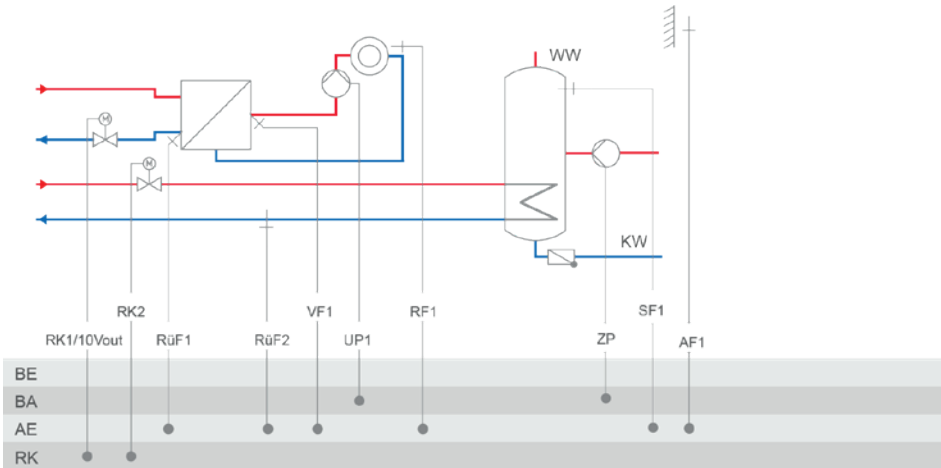 WW
M
M
KW
RK2
VF1
RF1
SF1
RK1/10Vout
RüF1
RüF2
UP1
ZP
AF1
BE
BA
AE
RK